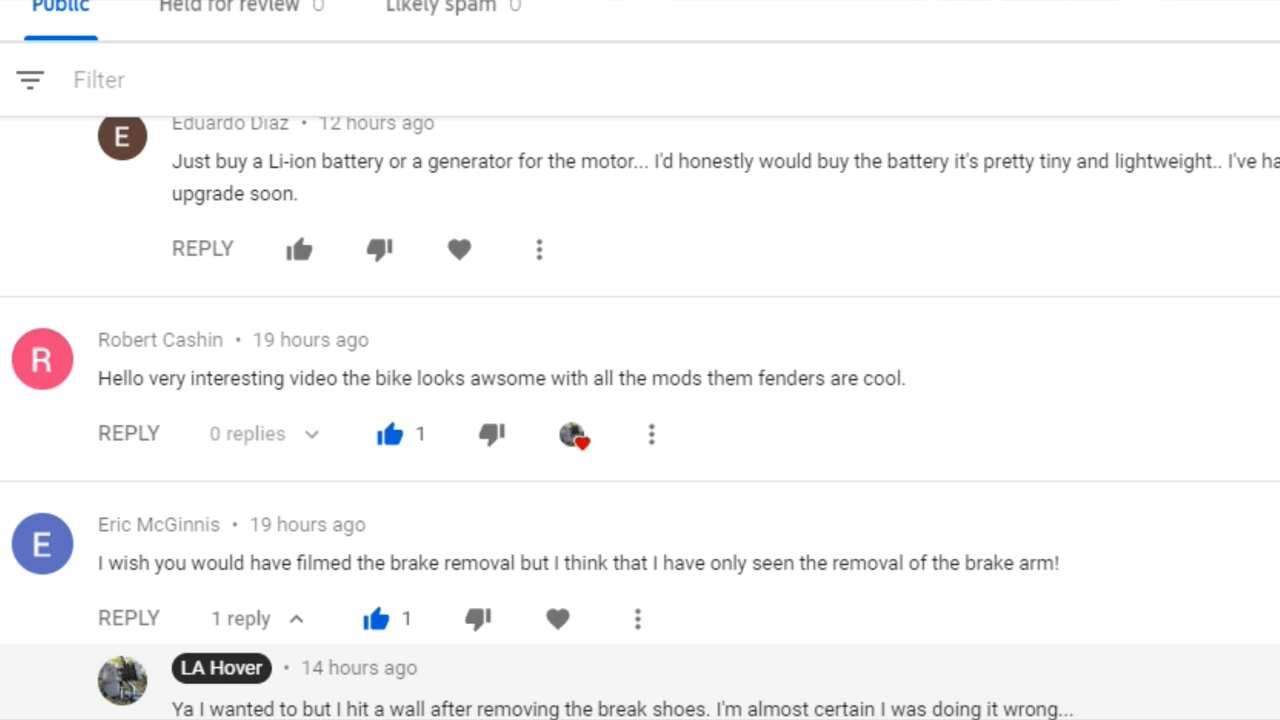 Public Held for review 0 Likely spam 0
Filter
E Eduardo Diaz • 12 hours ago
Just buy a Li-ion battery or a generator for the motor... I'd honestly would buy the battery it's pretty tiny and lightweight.. I've ha
upgrade soon.
REPLY
R Robert Cashin • 19 hours ago
Hello very interesting video the bike looks awsome with all the mods them fenders are cool.
REPLY 0 replies 1
E Eric McGinnis • 19 hours ago
I wish you would have filmed the brake removal but I think that I have only seen the removal of the brake arm!
REPLY 1 reply 1
LA Hover • 14 hours ago
Ya I wanted to but I hit a wall after removing the break shoes. I'm almost certain I was doing it wrong...